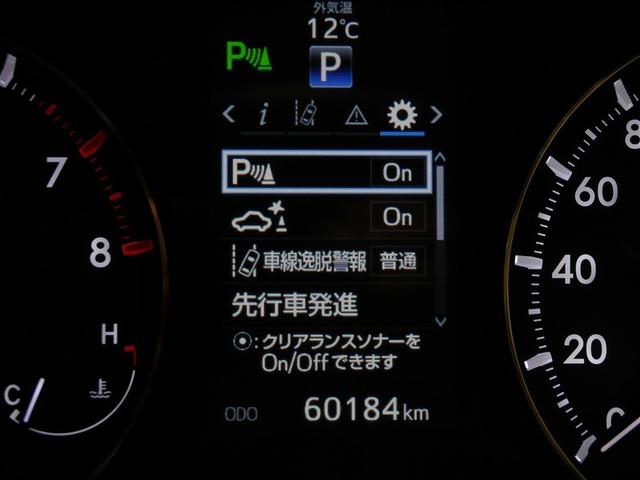 外気温
12℃
P
P
i
P
On
On
車線逸脱警報
普通
先行車発進
:クリアランスソナーを
On/Offできます
ODO
60184km
7
8
H
C
8
60
40
20